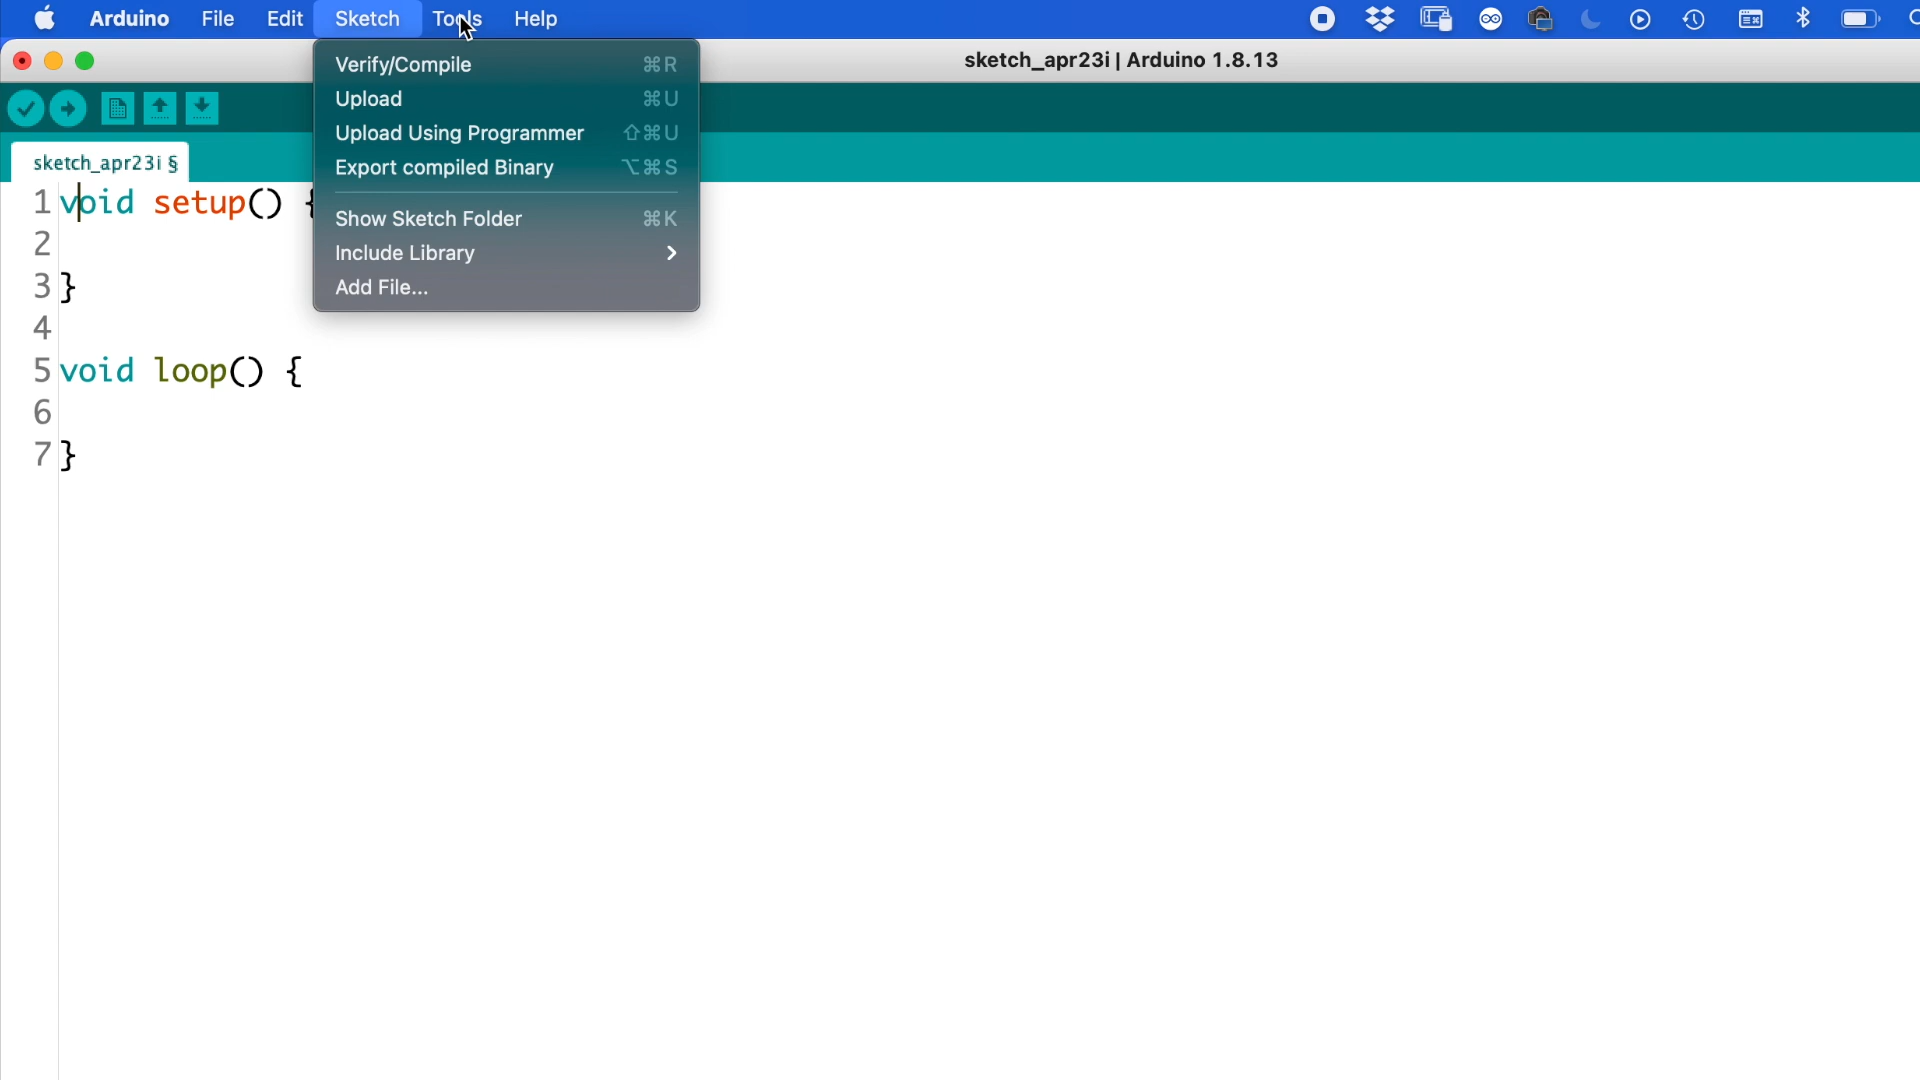 Arduino File Edit Sketch Tools Help
sketch_apr23i | Arduino 1.8.13
Verify/Compile ⌘R
Upload ⌘U
Upload Using Programmer ⇧⌘U
Export compiled Binary ⌥⌘S
Show Sketch Folder ⌘K
Include Library >
Add File...
sketch_apr23i §
1 void setup() {
2
3 }
4
5 void loop() {
6
7 }